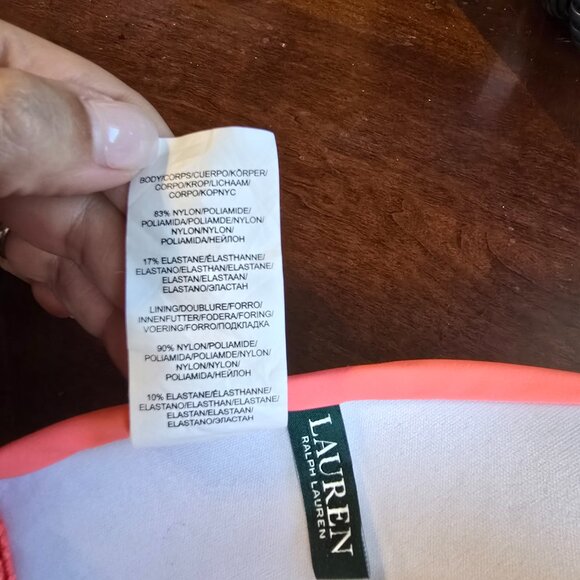 BODY/CORPS/CUERPO/KÖRPER/
CORPO/KROP/LICHAAM/
CORPO/КОРПУС
83% NYLON/POLIAMIDE/
POLIAMIDA/POLIAMDE/NYLON/
NYLON/NYLON/
POLIAMIDA/НЕЙЛОН
17% ELASTANE/ÉLASTHANNE/
ELASTANO/ELASTHAN/ELASTANE/
ELASTAN/ELASTAAN/
ELASTANO/ЭЛАСТАН
LINING/DOUBLURE/FORRO/
INNENFUTTER/FODERA/FORING/
VOERING/FORRO/ПОДКЛАДКА
90% NYLON/POLIAMIDE/
POLIAMIDA/POLIAMDE/NYLON/
NYLON/NYLON/
POLIAMIDA/НЕЙЛОН
10% ELASTANE/ÉLASTHANNE/
ELASTANO/ELASTHAN/ELASTANE/
ELASTAN/ELASTAAN/
ELASTANO/ЭЛАСТАН
LAUREN
RALPH LAUREN